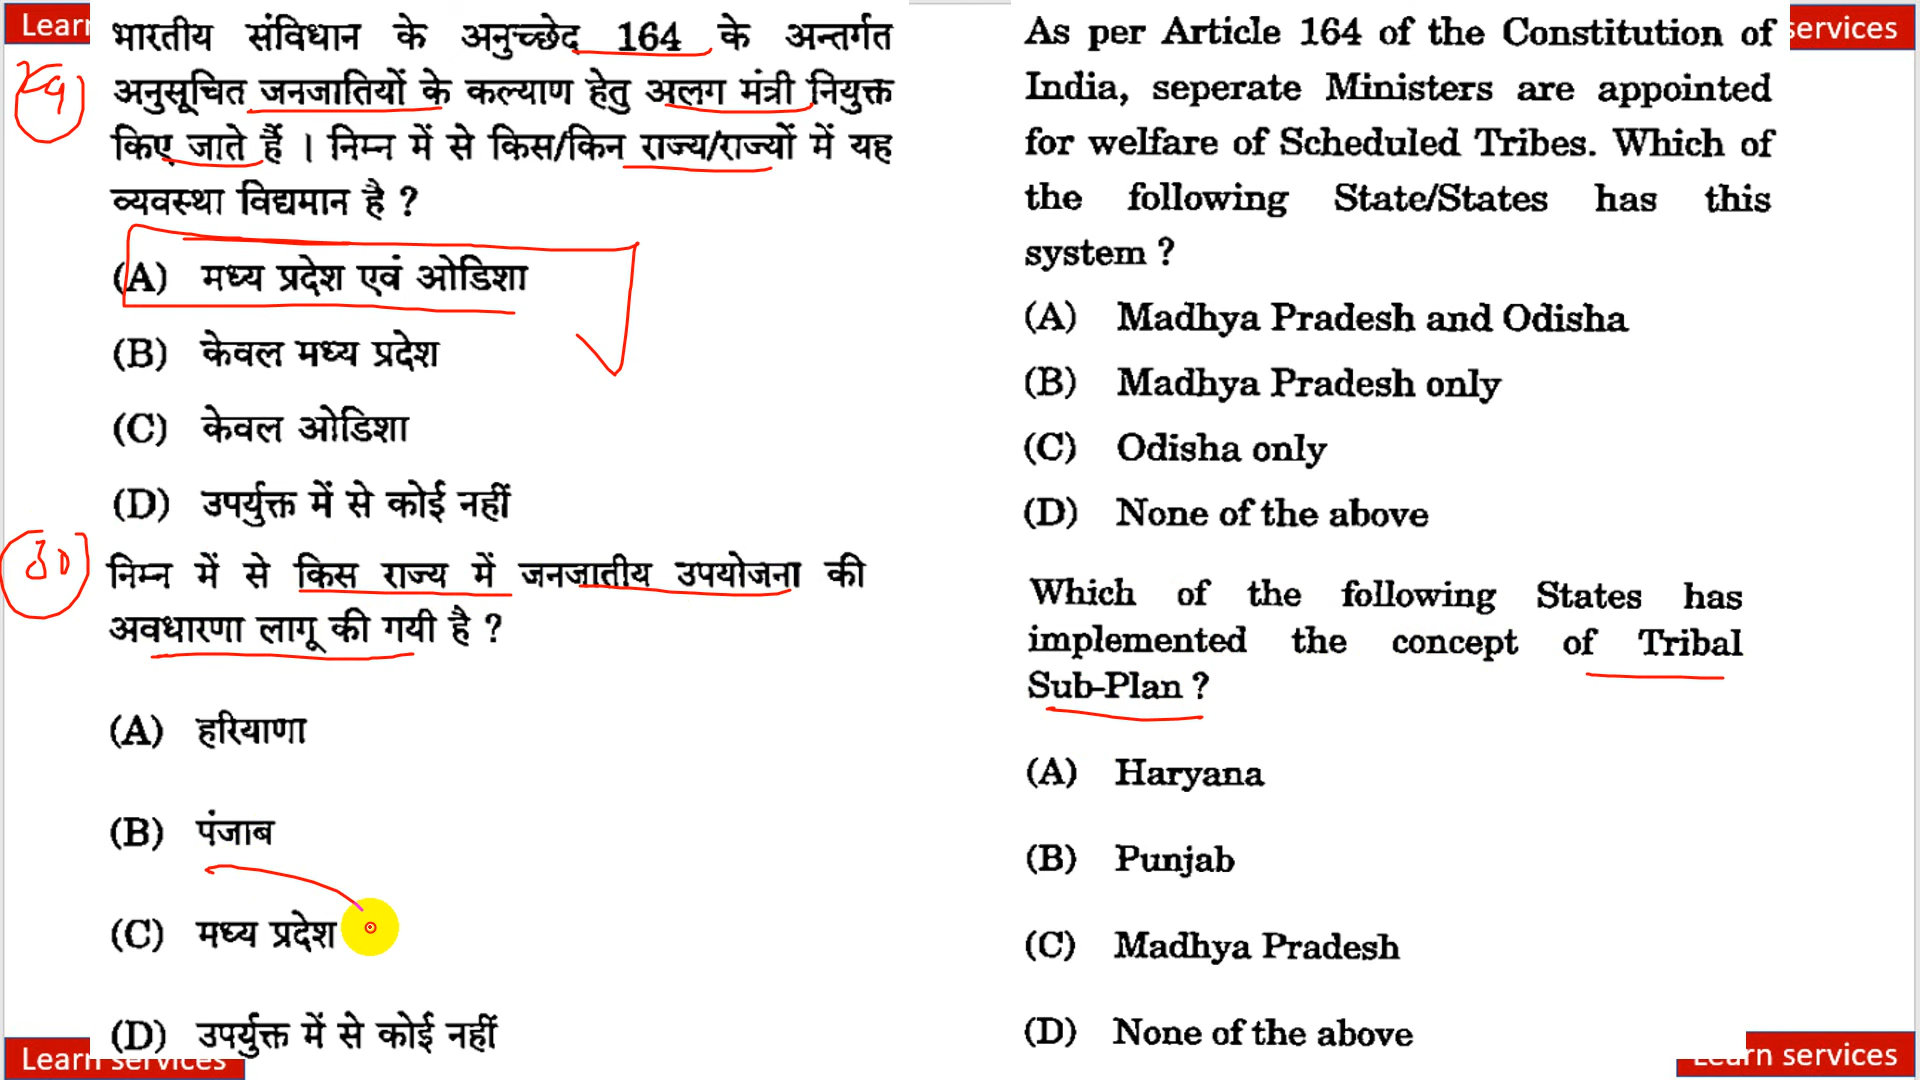 Learn
services
29
भारतीय संविधान के अनुच्छेद 164 के अन्तर्गत
अनुसूचित जनजातियों के कल्याण हेतु अलग मंत्री नियुक्त
किए जाते हैं । निम्न में से किस/किन राज्य/राज्यों में यह
व्यवस्था विद्यमान है ?
(A) मध्य प्रदेश एवं ओडिशा
(B) केवल मध्य प्रदेश
(C) केवल ओडिशा
(D) उपर्युक्त में से कोई नहीं
30
निम्न में से किस राज्य में जनजातीय उपयोजना की
अवधारणा लागू की गयी है ?
(A) हरियाणा
(B) पंजाब
(C) मध्य प्रदेश
(D) उपर्युक्त में से कोई नहीं
As per Article 164 of the Constitution of
India, seperate Ministers are appointed
for welfare of Scheduled Tribes. Which of
the following State/States has this
system ?
(A) Madhya Pradesh and Odisha
(B) Madhya Pradesh only
(C) Odisha only
(D) None of the above
Which of the following States has
implemented the concept of Tribal
Sub-Plan ?
(A) Haryana
(B) Punjab
(C) Madhya Pradesh
(D) None of the above
Learn services
Learn services